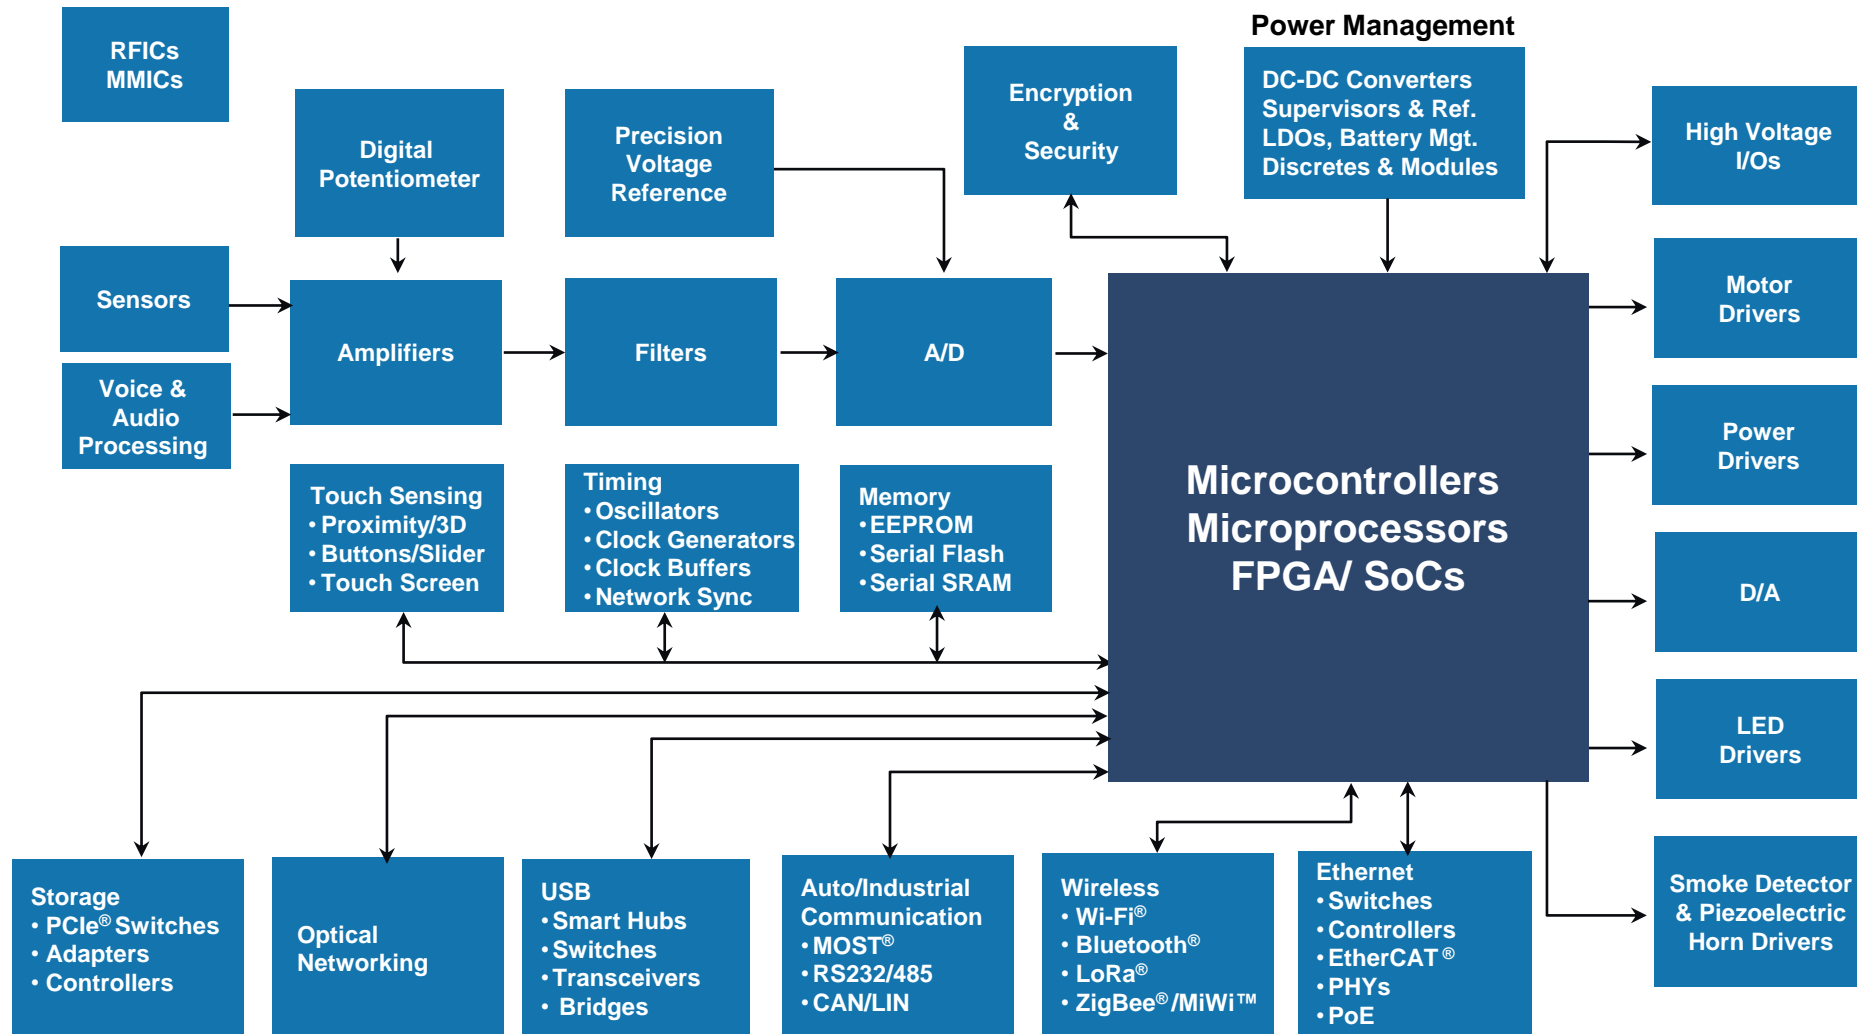 Power Management
RFICs
MMICs
Digital
Potentiometer
Precision
Voltage
Reference
Encryption
&
Security
DC-DC Converters
Supervisors & Ref.
LDOs, Battery Mgt.
Discretes & Modules
High Voltage
I/Os
Sensors
Voice &
Audio
Processing
Amplifiers
Filters
A/D
Microcontrollers
Microprocessors
FPGA/ SoCs
Motor
Drivers
Power
Drivers
D/A
LED
Drivers
Smoke Detector
& Piezoelectric
Horn Drivers
Touch Sensing
• Proximity/3D
• Buttons/Slider
• Touch Screen
Timing
• Oscillators
• Clock Generators
• Clock Buffers
• Network Sync
Memory
• EEPROM
• Serial Flash
• Serial SRAM
Storage
• PCIe® Switches
• Adapters
• Controllers
Optical
Networking
USB
• Smart Hubs
• Switches
• Transceivers
• Bridges
Auto/Industrial
Communication
• MOST®
• RS232/485
• CAN/LIN
Wireless
• Wi-Fi®
• Bluetooth®
• LoRa®
• ZigBee® /MiWi™
Ethernet
• Switches
• Controllers
• EtherCAT ®
• PHYs
• PoE